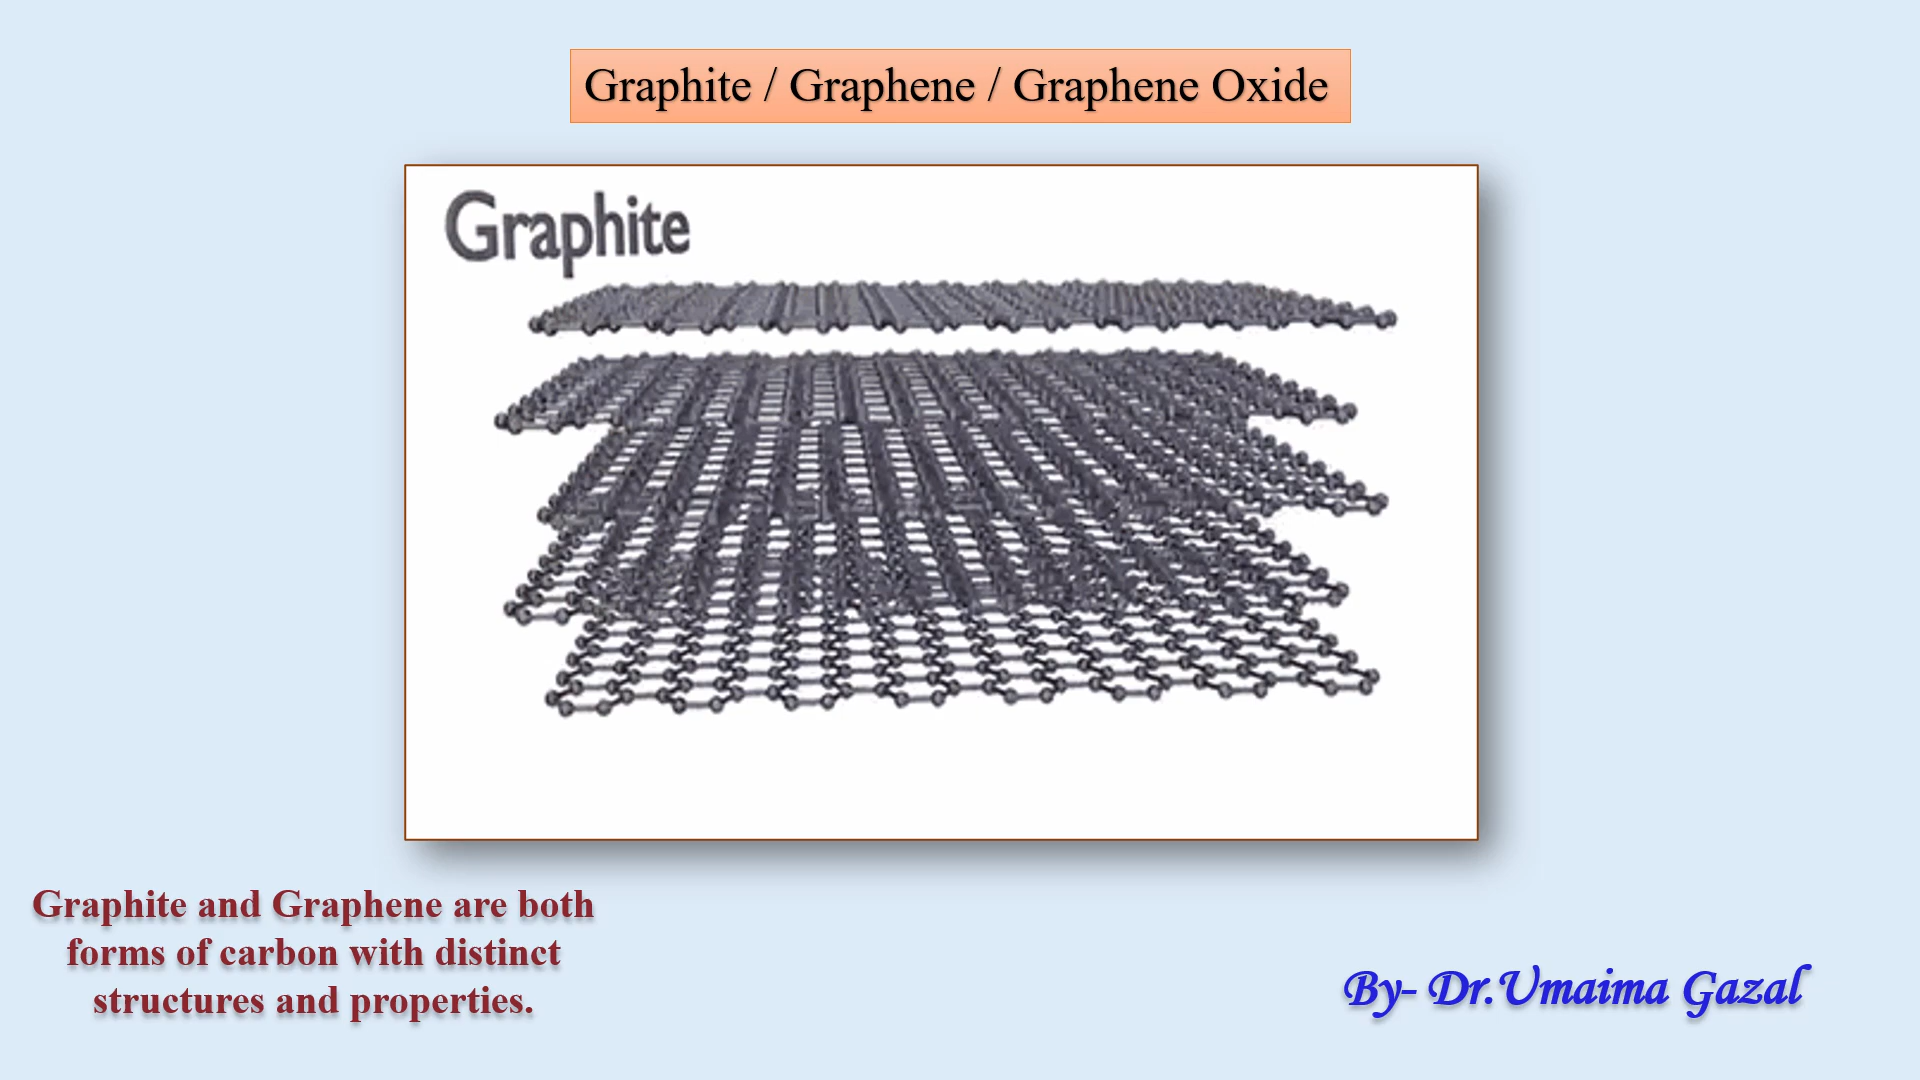 Graphite / Graphene / Graphene Oxide
Graphite
Graphite and Graphene are both
forms of carbon with distinct
structures and properties.
By- Dr.Umaima Gazal